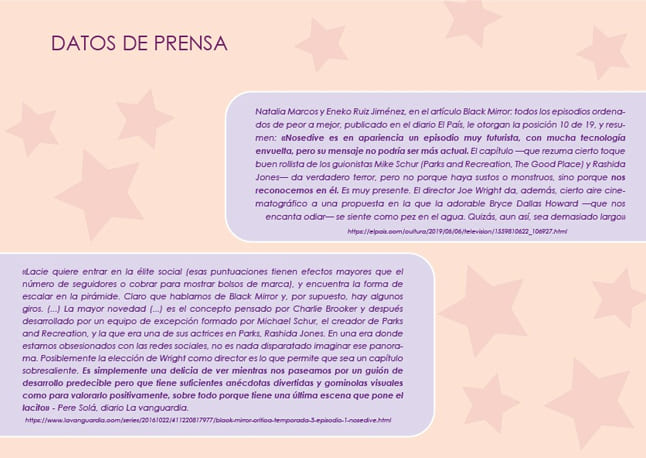 DATOS DE PRENSA
Natalia Marcos y Eneko Ruiz Jiménez, en el artículo Black Mirror: todos los episodios ordena-
dos de peor a mejor, publicado en el diario El País, le otorgan la posición 10 de 19, y resu-
men: «Nosedive es en apariencia un episodio muy futurista, con mucha tecnología
envuelta, pero su mensaje no podría ser más actual. El capítulo —que rezuma cierto toque
buen rollista de los guionistas Mike Schur (Parks and Recreation, The Good Place) y Rashida
Jones— da verdadero terror, pero no porque haya sustos o monstruos, sino porque nos
reconocemos en él. Es muy presente. El director Joe Wright da, además, cierto aire cine-
matográfico a una propuesta en la que la adorable Bryce Dallas Howard —que nos
encanta odiar— se siente como pez en el agua. Quizás, aun así, sea demasiado largo»
https://elpais.com/cultura/2019/06/06/television/1559810622_106927.html
«Lacie quiere entrar en la élite social (esas puntuaciones tienen efectos mayores que el
número de seguidores o cobrar para mostrar bolsos de marca), y encuentra la forma de
escalar en la pirámide. Claro que hablamos de Black Mirror y, por supuesto, hay algunos
giros. (...) La mayor novedad (...) es el concepto pensado por Charlie Brooker y después
desarrollado por un equipo de excepción formado por Michael Schur, el creador de Parks
and Recreation, y la que era una de sus actrices en Parks, Rashida Jones. En una era donde
estamos obsesionados con las redes sociales, no es nada disparatado imaginar ese panora-
ma. Posiblemente la elección de Wright como director es lo que permite que sea un capítulo
sobresaliente. Es simplemente una delicia de ver mientras nos paseamos por un guión de
desarrollo predecible pero que tiene suficientes anécdotas divertidas y gominolas visuales
como para valorarlo positivamente, sobre todo porque tiene una última escena que pone el
lacito» - Pere Solá, diario La vanguardia.
https://www.lavanguardia.com/series/20161022/411220817977/black-mirror-critica-temporada-3-episodio-1-nosedive.html